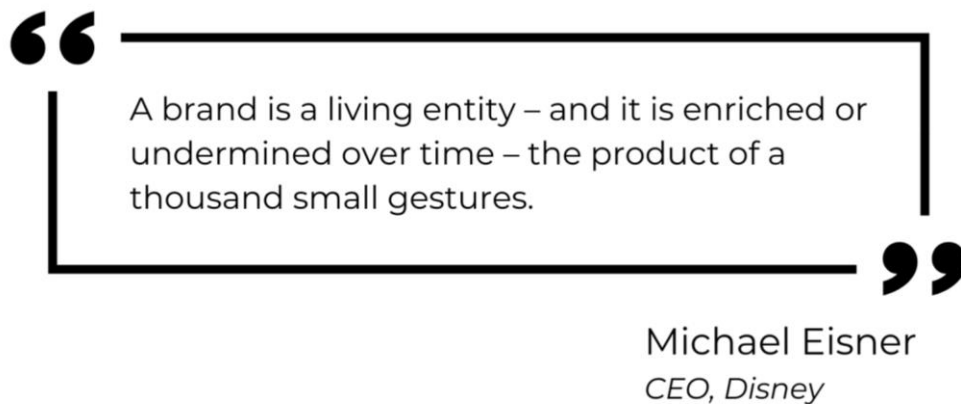 “
A brand is a living entity – and it is enriched or
undermined over time – the product of a
thousand small gestures.
”
Michael Eisner
CEO, Disney